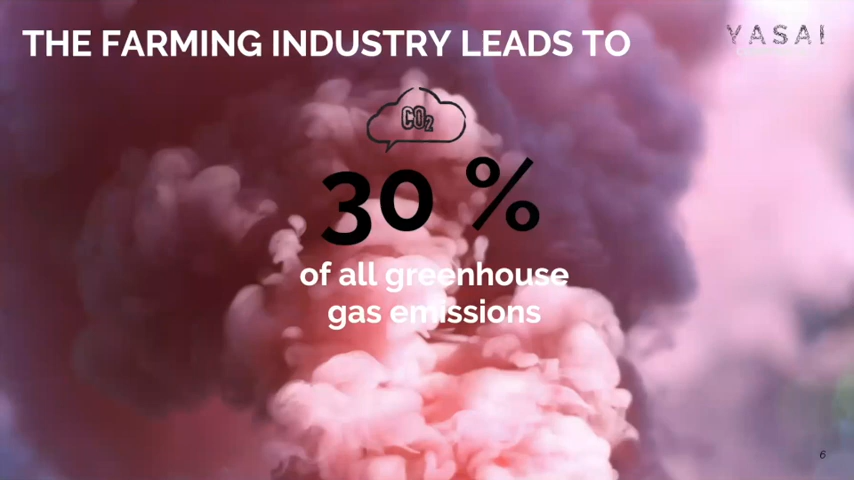 THE FARMING INDUSTRY LEADS TO
YASAI
CO₂
30 %
of all greenhouse
gas emissions
6